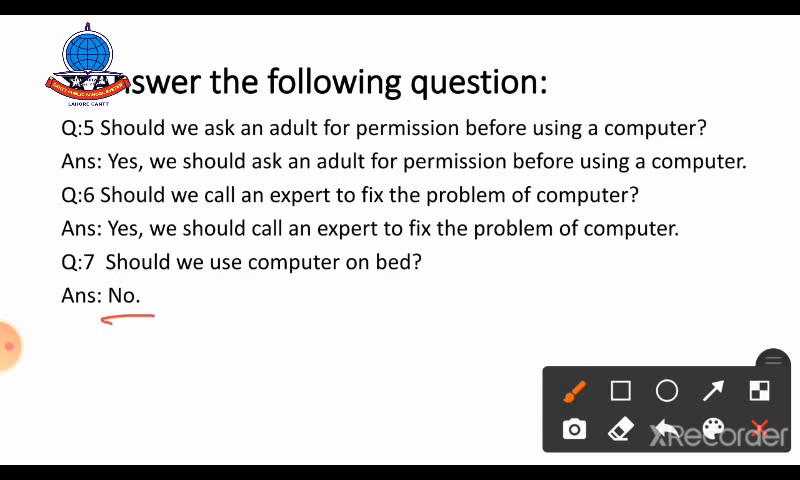 Answer the following question:
Q:5 Should we ask an adult for permission before using a computer?
Ans: Yes, we should ask an adult for permission before using a computer.
Q:6 Should we call an expert to fix the problem of computer?
Ans: Yes, we should call an expert to fix the problem of computer.
Q:7 Should we use computer on bed?
Ans: No.
LAHORE CANTT
XRecorder